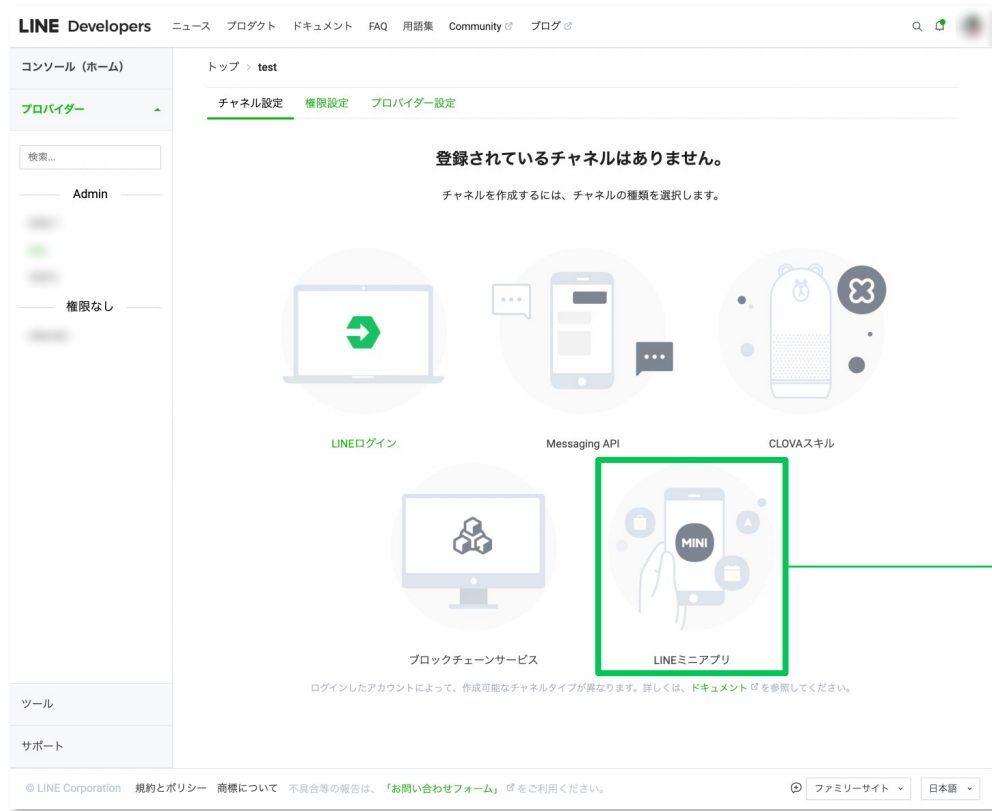 LINE Developers ニュース プロダクト ドキュメント FAQ 用語集 Community ブログ
コンソール（ホーム）
プロバイダー
検索...
Admin
権限なし
ツール
サポート
トップ > test
チャネル設定 権限設定 プロバイダー設定
登録されているチャネルはありません。
チャネルを作成するには、チャネルの種類を選択します。
LINEログイン
Messaging API
CLOVAスキル
MINI
ブロックチェーンサービス
LINEミニアプリ
ログインしたアカウントによって、作成可能なチャネルタイプが異なります。詳しくは、ドキュメントを参照してください。
© LINE Corporation 規約とポリシー 商標について 不具合等の報告は、「お問い合わせフォーム」をご利用ください。
ファミリーサイト 日本語